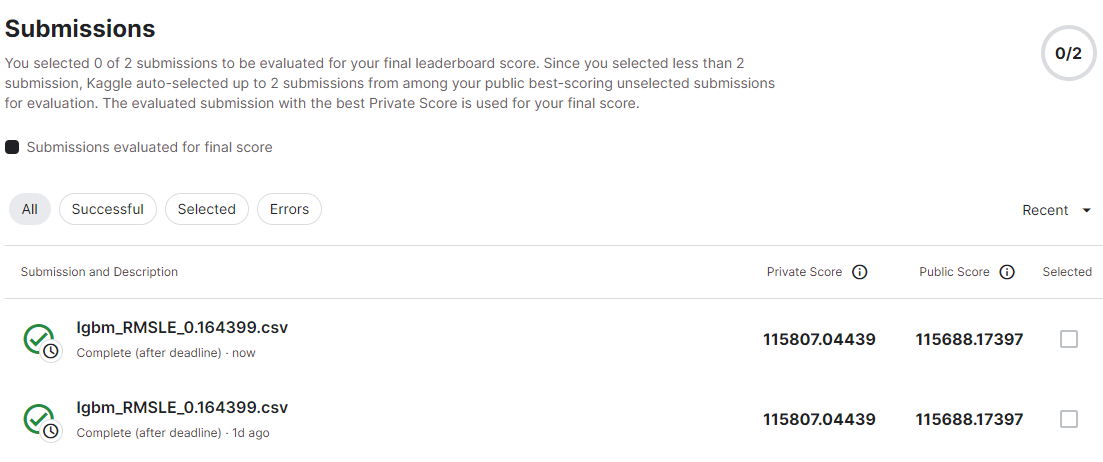 Submissions
0/2
You selected 0 of 2 submissions to be evaluated for your final leaderboard score. Since you selected less than 2
submission, Kaggle auto-selected up to 2 submissions from among your public best-scoring unselected submissions
for evaluation. The evaluated submission with the best Private Score is used for your final score.
Submissions evaluated for final score
All Successful Selected Errors Recent
Submission and Description Private Score Public Score Selected
lgbm_RMSLE_0.164399.csv
115807.04439 115688.17397
Complete (after deadline) · now
lgbm_RMSLE_0.164399.csv
115807.04439 115688.17397
Complete (after deadline) · 1d ago